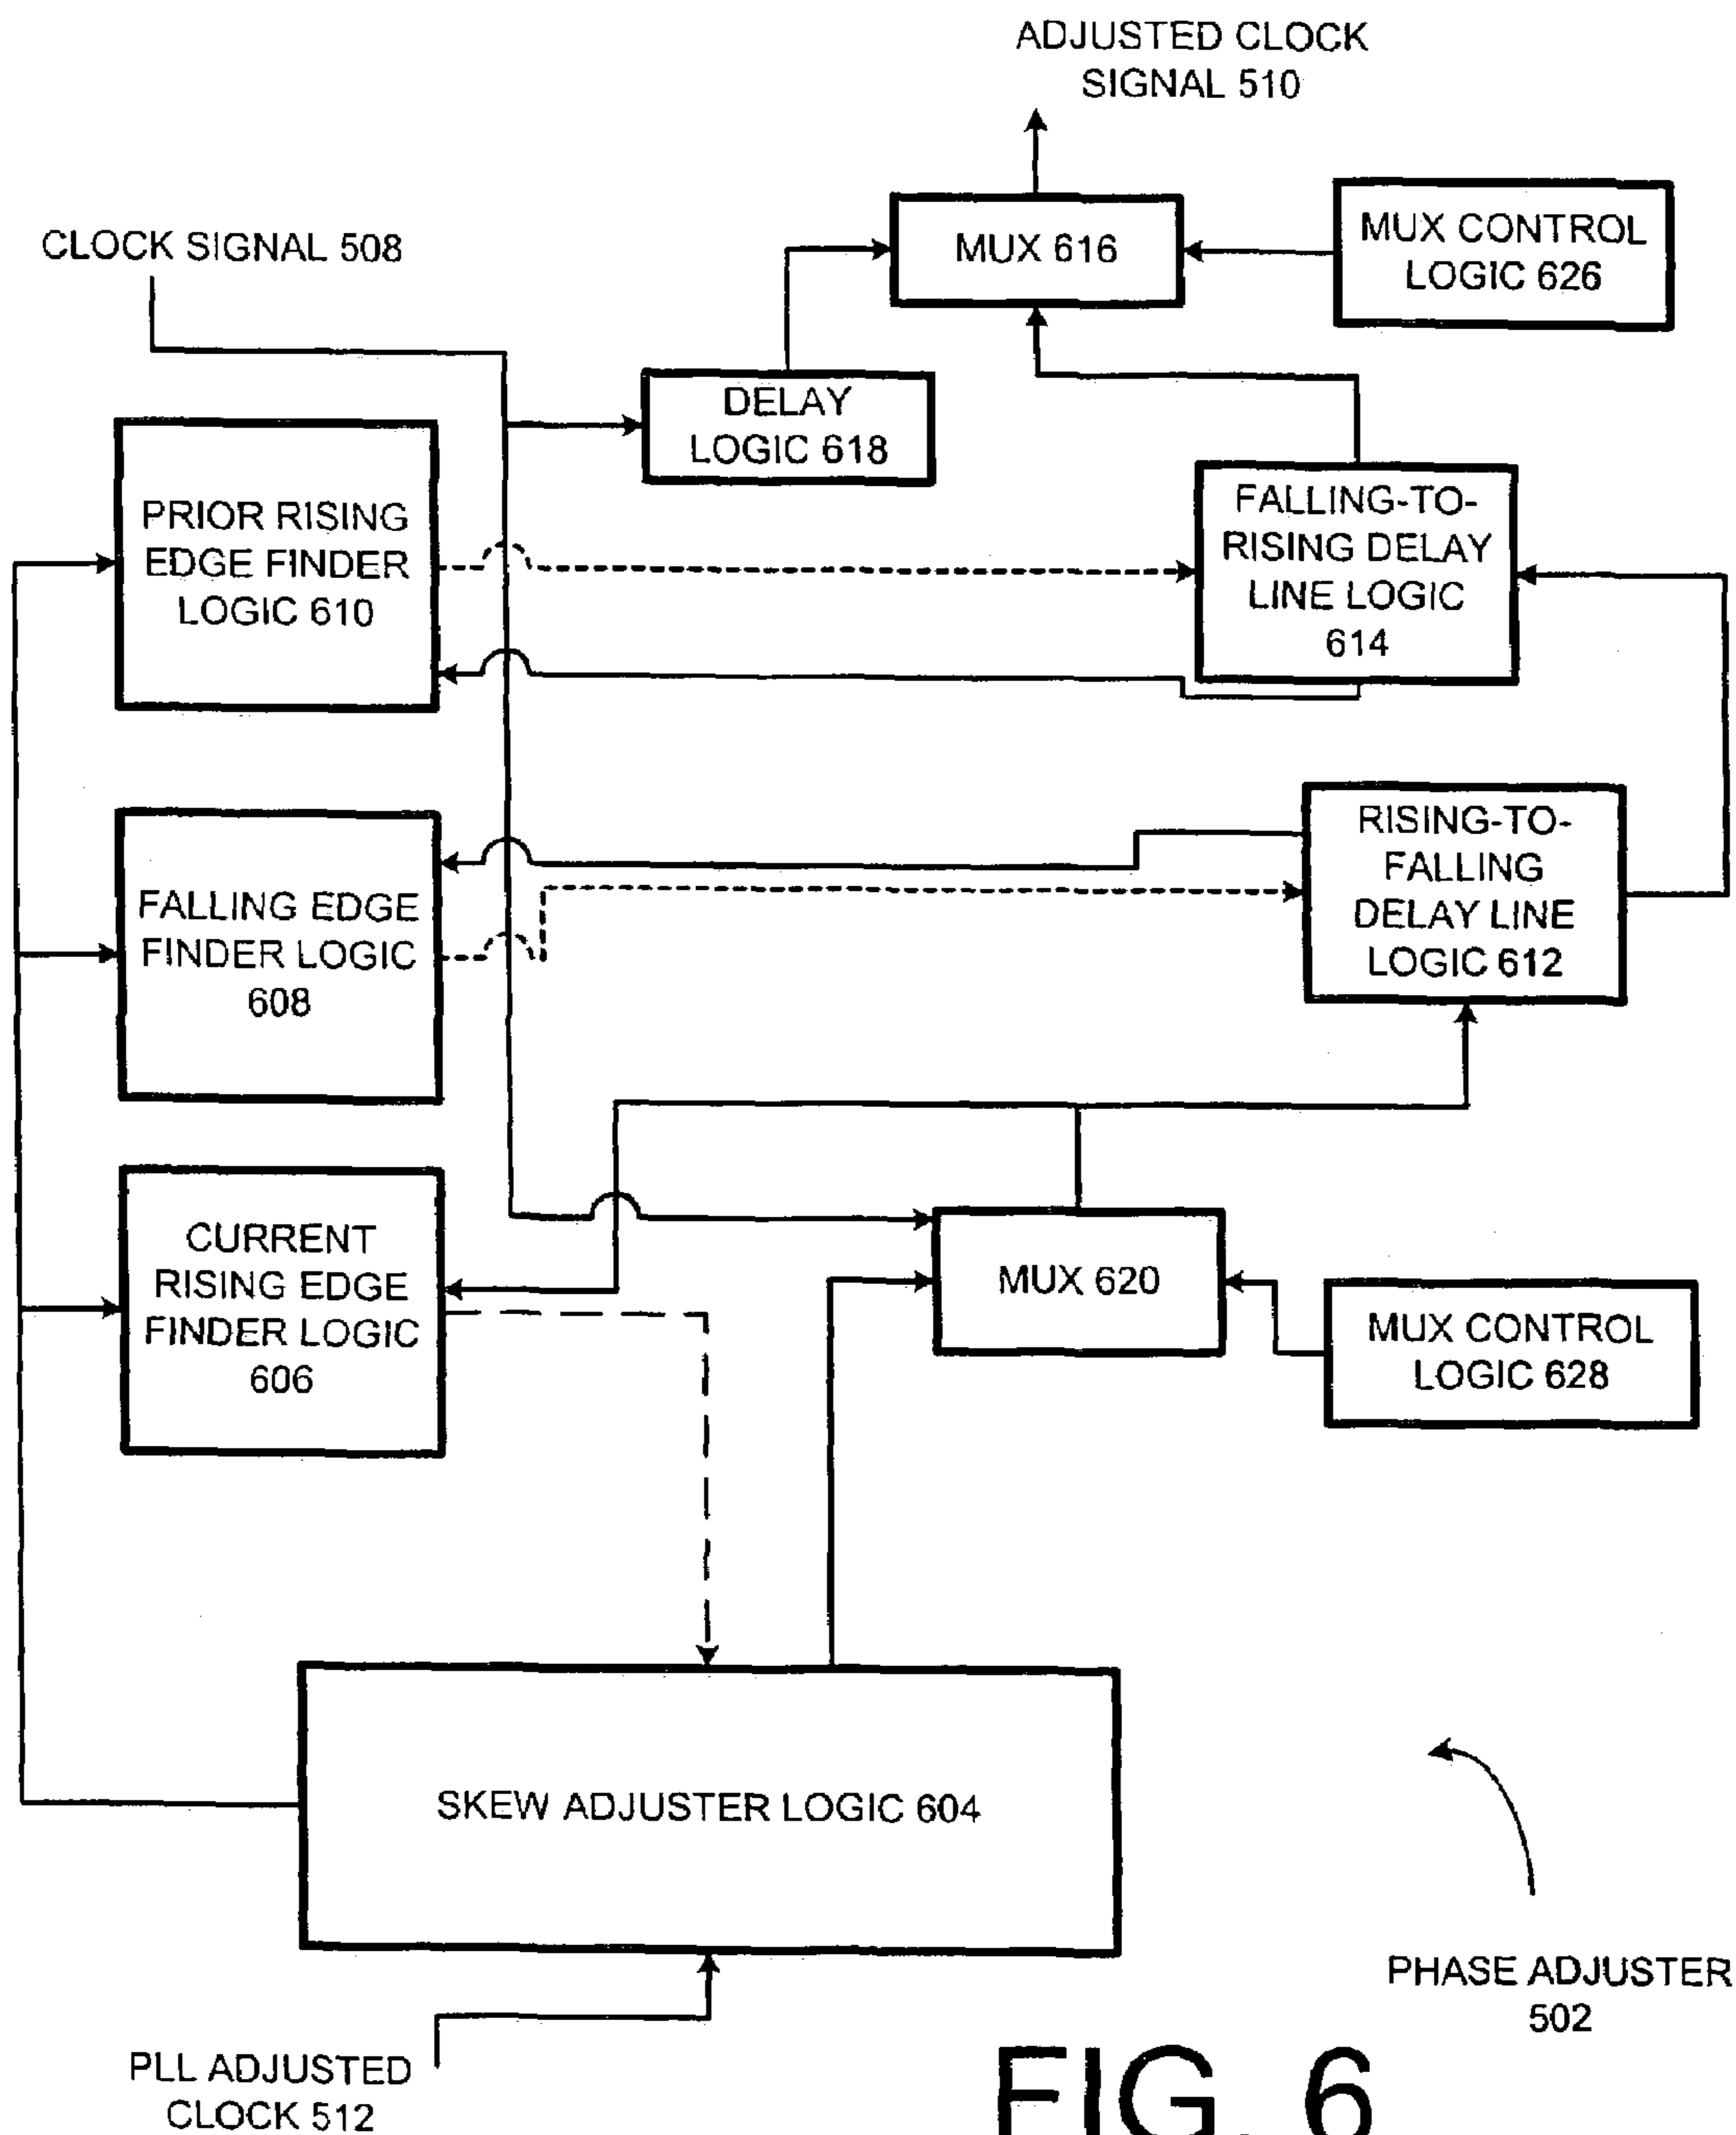 ADJUSTED CLOCK
SIGNAL 510
CLOCK SIGNAL 508
MUX 616
MUX CONTROL
LOGIC 626
DELAY
LOGIC 618
PRIOR RISING
EDGE FINDER
LOGIC 610
FALLING-TO-
RISING DELAY
LINE LOGIC
614
FALLING EDGE
FINDER LOGIC
608
RISING-TO-
FALLING
DELAY LINE
LOGIC 612
CURRENT
RISING EDGE
FINDER LOGIC
606
MUX 620
MUX CONTROL
LOGIC 628
SKEW ADJUSTER LOGIC 604
PHASE ADJUSTER
502
PLL ADJUSTED
CLOCK 512
FIG. 6